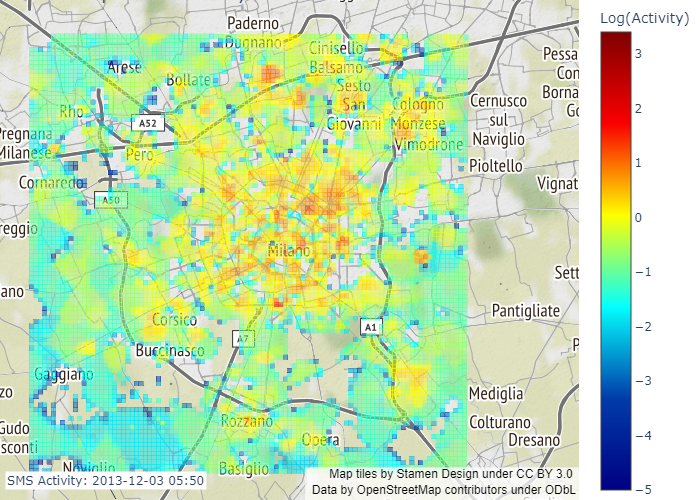 Log(Activity)
3
2
1
0
−1
−2
−3
−4
−5
Paderno
Dugnano
Cinisello
Balsamo
Arese
Bollate
Sesto
San
Giovanni
Cologno
Monzese
Vimodrone
Cernusco
sul
Naviglio
Pessa
Con
Borna
Go
Rho
A52
Pregnana
Milanese
Pero
Pioltello
Cornaredo
A50
Vignat
reggio
Milano
Sett
ano
Pantigliate
Corsico
A7
A1
Buccinasco
P
Gaggiano
zo
Mediglia
Rozzano
Colturano
Gudo
sconti
Opera
Dresano
Noviglio
Basiglio
SMS Activity: 2013-12-03 05:50
Map tiles by Stamen Design under CC BY 3.0
Data by OpenStreetMap contributors under ODbL